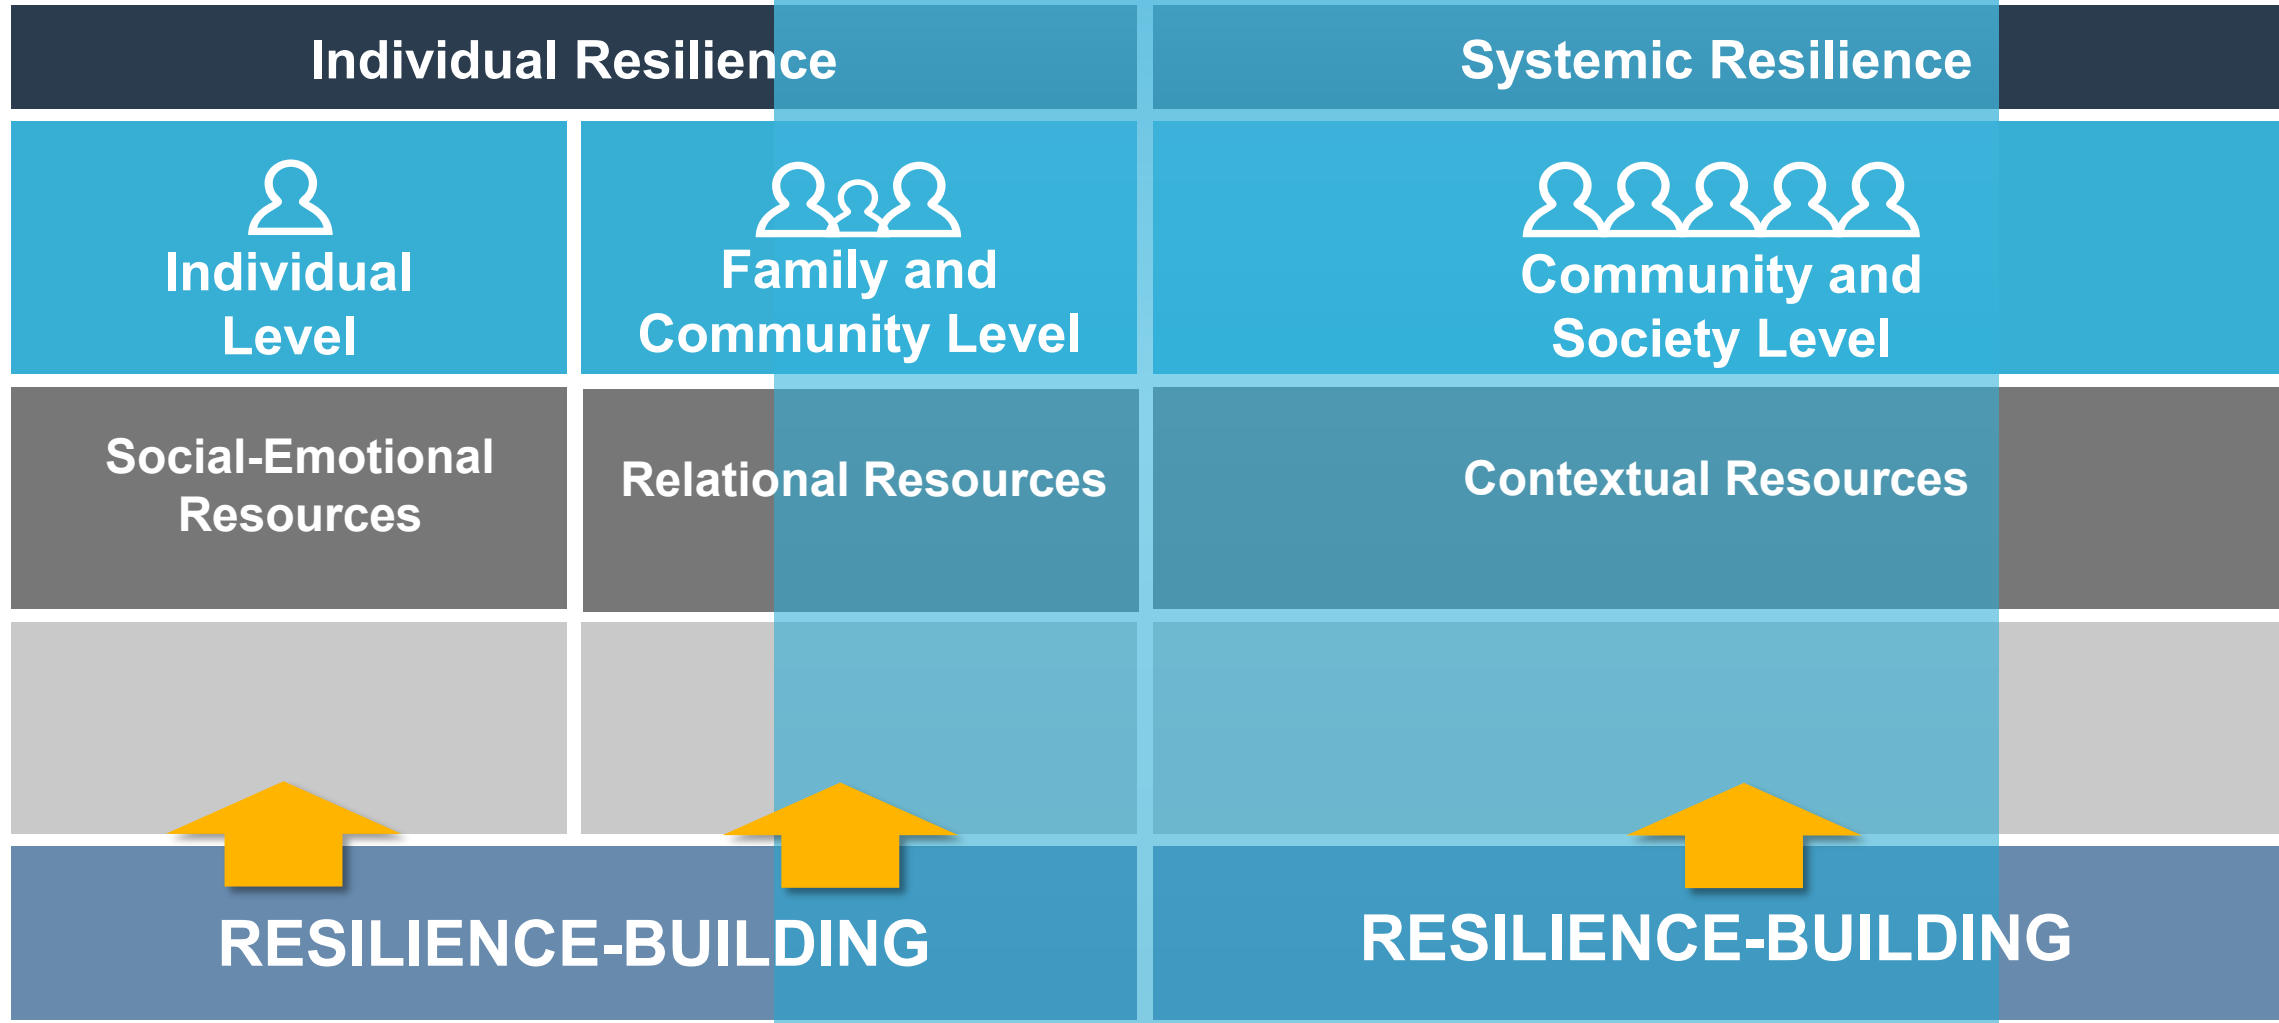 Individual Resilience
Systemic Resilience
Individual
Level
Family and
Community Level
Community and
Society Level
Social-Emotional
Resources
Relational Resources
Contextual Resources
RESILIENCE-BUILDING
RESILIENCE-BUILDING